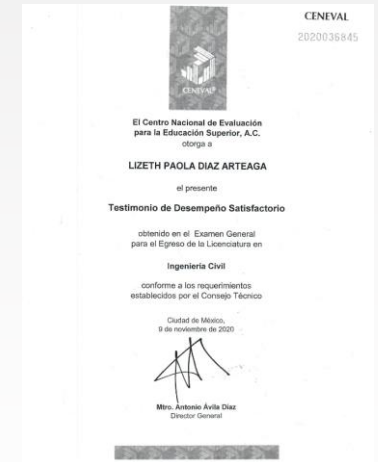 CENEVAL
2020036845
CENEVAL®
El Centro Nacional de Evaluación
para la Educación Superior, A.C.
otorga a
LIZETH PAOLA DIAZ ARTEAGA
el presente
Testimonio de Desempeño Satisfactorio
obtenido en el Examen General
para el Egreso de la Licenciatura en
Ingeniería Civil
conforme a los requerimientos
establecidos por el Consejo Técnico
Ciudad de México,
9 de noviembre de 2020
Mtro. Antonio Ávila Díaz
Director General